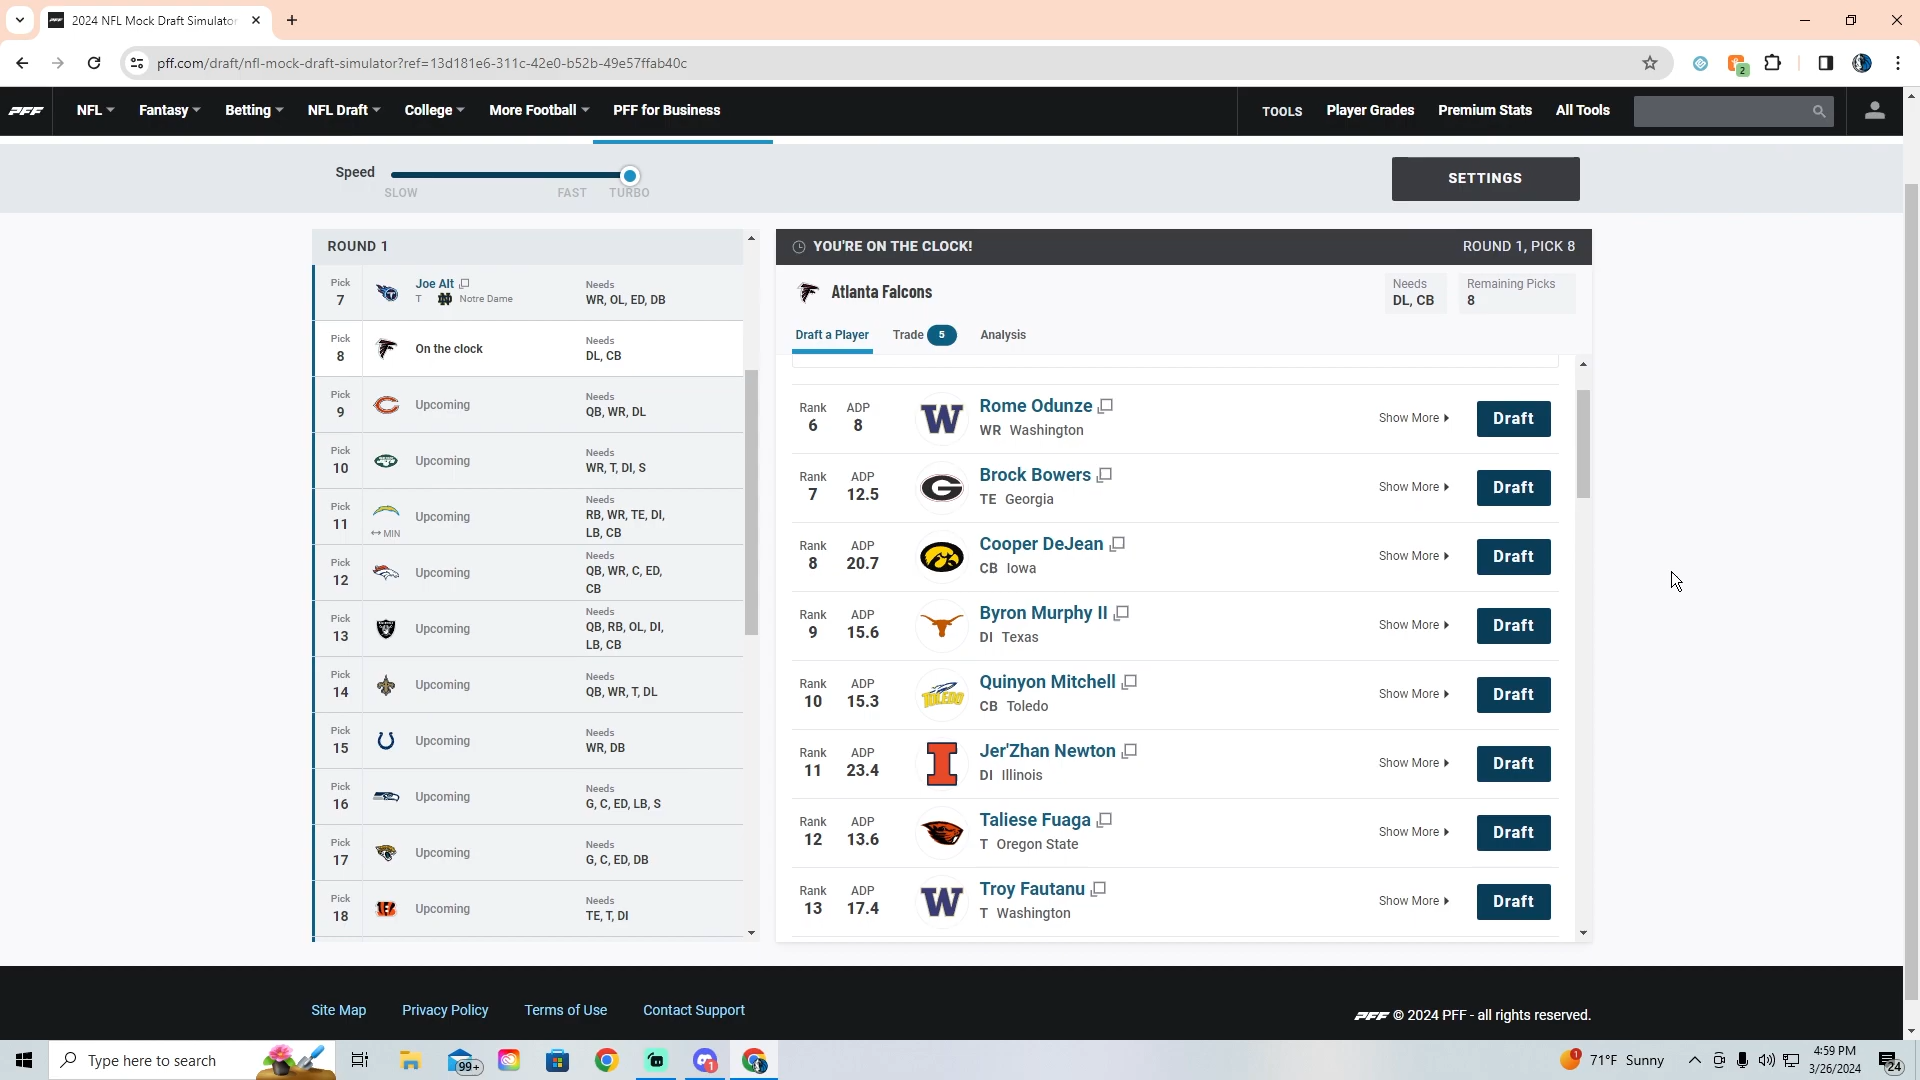 2024 NFL Mock Draft Simulator
pff.com/draft/nfl-mock-draft-simulator?ref=13d181e6-311c-42e0-b52b-49e57ffab40c
2
PFF
NFL
Fantasy
Betting
NFL Draft
College
More Football
PFF for Business
TOOLS
Player Grades
Premium Stats
All Tools
Speed
SLOW
FAST
TURBO
SETTINGS
ROUND 1
Pick
7
Joe Alt
T Notre Dame
Needs
WR, OL, ED, DB
Pick
8
On the clock
Needs
DL, CB
Pick
9
Upcoming
Needs
QB, WR, DL
Pick
10
Upcoming
Needs
WR, T, DI, S
Pick
11
↔ MIN
Upcoming
Needs
RB, WR, TE, DI,
LB, CB
Pick
12
Upcoming
Needs
QB, WR, C, ED,
CB
Pick
13
Upcoming
Needs
QB, RB, OL, DI,
LB, CB
Pick
14
Upcoming
Needs
QB, WR, T, DL
Pick
15
Upcoming
Needs
WR, DB
Pick
16
Upcoming
Needs
G, C, ED, LB, S
Pick
17
Upcoming
Needs
G, C, ED, DB
Pick
18
Upcoming
Needs
TE, T, DI
YOU'RE ON THE CLOCK!
ROUND 1, PICK 8
Atlanta Falcons
Needs
DL, CB
Remaining Picks
8
Draft a Player
Trade 5
Analysis
Rank ADP
6 8
Rome Odunze
WR Washington
Show More
Draft
Rank ADP
7 12.5
Brock Bowers
TE Georgia
Show More
Draft
Rank ADP
8 20.7
Cooper DeJean
CB Iowa
Show More
Draft
Rank ADP
9 15.6
Byron Murphy II
DI Texas
Show More
Draft
Rank ADP
10 15.3
TOLEDO
Quinyon Mitchell
CB Toledo
Show More
Draft
Rank ADP
11 23.4
Jer'Zhan Newton
DI Illinois
Show More
Draft
Rank ADP
12 13.6
Taliese Fuaga
T Oregon State
Show More
Draft
Rank ADP
13 17.4
Troy Fautanu
T Washington
Show More
Draft
Site Map
Privacy Policy
Terms of Use
Contact Support
PFF © 2024 PFF - all rights reserved.
Type here to search
99+
1
1
71°F Sunny
4:59 PM
3/26/2024
24